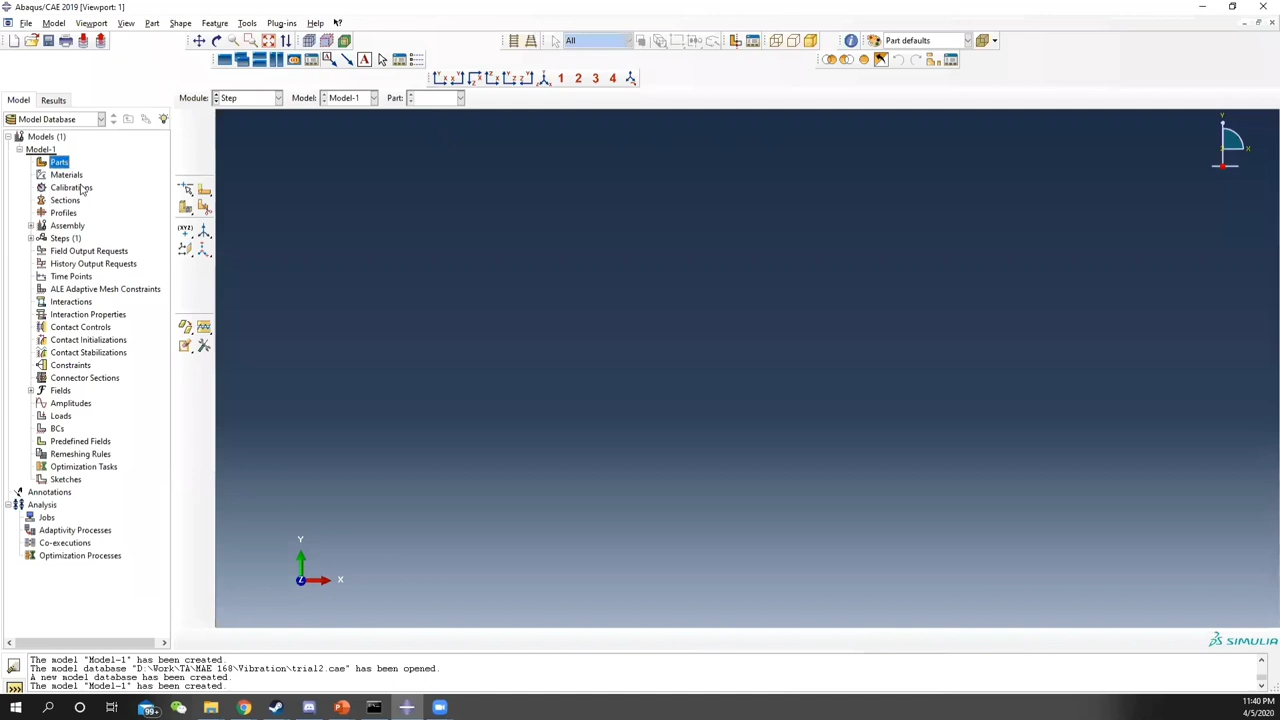 Abaqus/CAE 2019 [Viewport: 1]
File Model Viewport View Part Shape Feature Tools Plug-ins Help
All
Part defaults
1 2 3 4
Model Results
Module: Step Model: Model-1 Part:
Model Database
Models (1)
Model-1
Parts
Materials
Calibrations
Sections
Profiles
Assembly
Steps (1)
Field Output Requests
History Output Requests
Time Points
ALE Adaptive Mesh Constraints
Interactions
Interaction Properties
Contact Controls
Contact Initializations
Contact Stabilizations
Constraints
Connector Sections
Fields
Amplitudes
Loads
BCs
Predefined Fields
Remeshing Rules
Optimization Tasks
Sketches
Annotations
Analysis
Jobs
Adaptivity Processes
Co-executions
Optimization Processes
Y
X
Y
X
Z
SIMULIA
The model "Model-1" has been created.
The model database "D:\Work\TA\MAE 168\Vibration\trial2.cae" has been opened.
A new model database has been created.
The model "Model-1" has been created.
99+
11:40 PM
4/5/2020